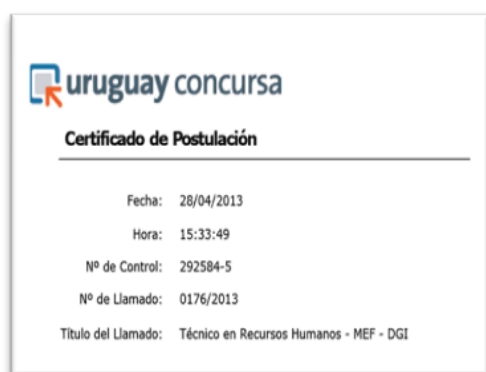 uruguay concursa
Certificado de Postulación
Fecha: 28/04/2013
Hora: 15:33:49
Nº de Control: 292584-5
Nº de Llamado: 0176/2013
Título del Llamado: Técnico en Recursos Humanos - MEF - DGI